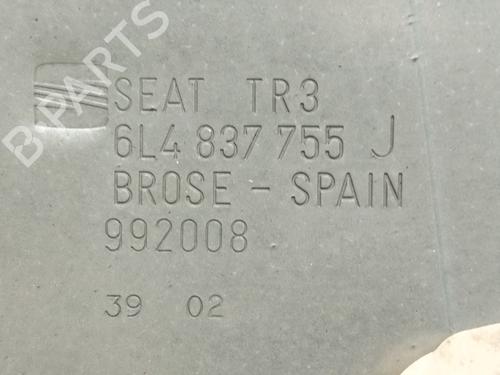 B-PARTS
SEAT TR3
6L4 837 755 J
BROSE - SPAIN
992008
39 02